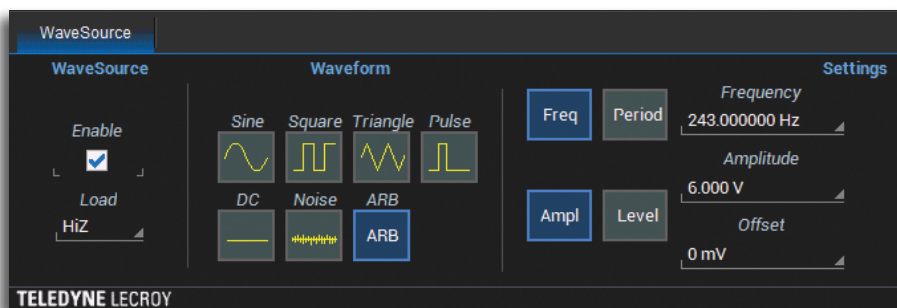 WaveSource
WaveSource
Waveform
Settings
Enable
Load
HiZ
Sine Square Triangle Pulse
DC Noise ARB
ARB
Freq Period
Ampl Level
Frequency
243.000000 Hz
Amplitude
6.000 V
Offset
0 mV
TELEDYNE LECROY